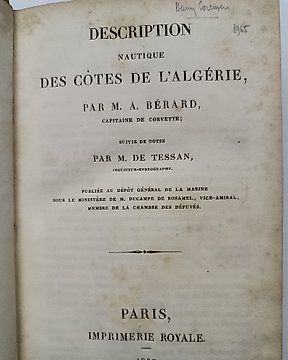 1965
DESCRIPTION
NAUTIQUE
DES CÔTES DE L'ALGÉRIE,
PAR M. A. BÉRARD,
CAPITAINE DE CORVETTE;
SUIVIE DE NOTES
PAR M. DE TESSAN,
INGÉNIEUR-HYDROGRAPHE.
PUBLIÉE AU DÉPÔT GÉNÉRAL DE LA MARINE
SOUS LE MINISTÈRE DE M. DUCAMPE DE ROSAMEL, VICE-AMIRAL,
MEMBRE DE LA CHAMBRE DES DÉPUTÉS.
PARIS,
IMPRIMERIE ROYALE.